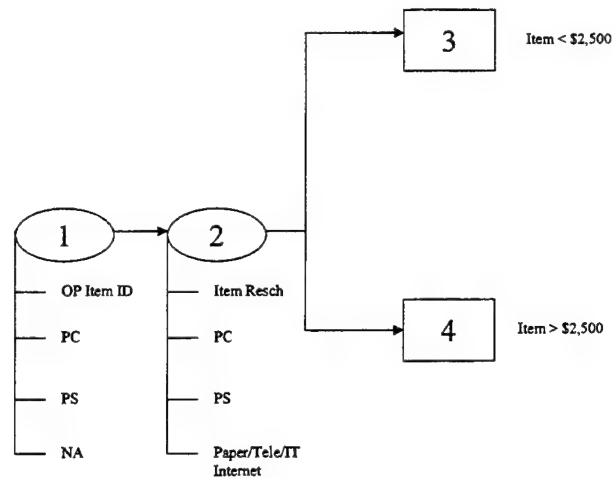 3
Item < $2,500
1
2
OP Item ID
Item Resch
PC
PC
4
Item > $2,500
PS
PS
NA
Paper/Tele/IT
Internet